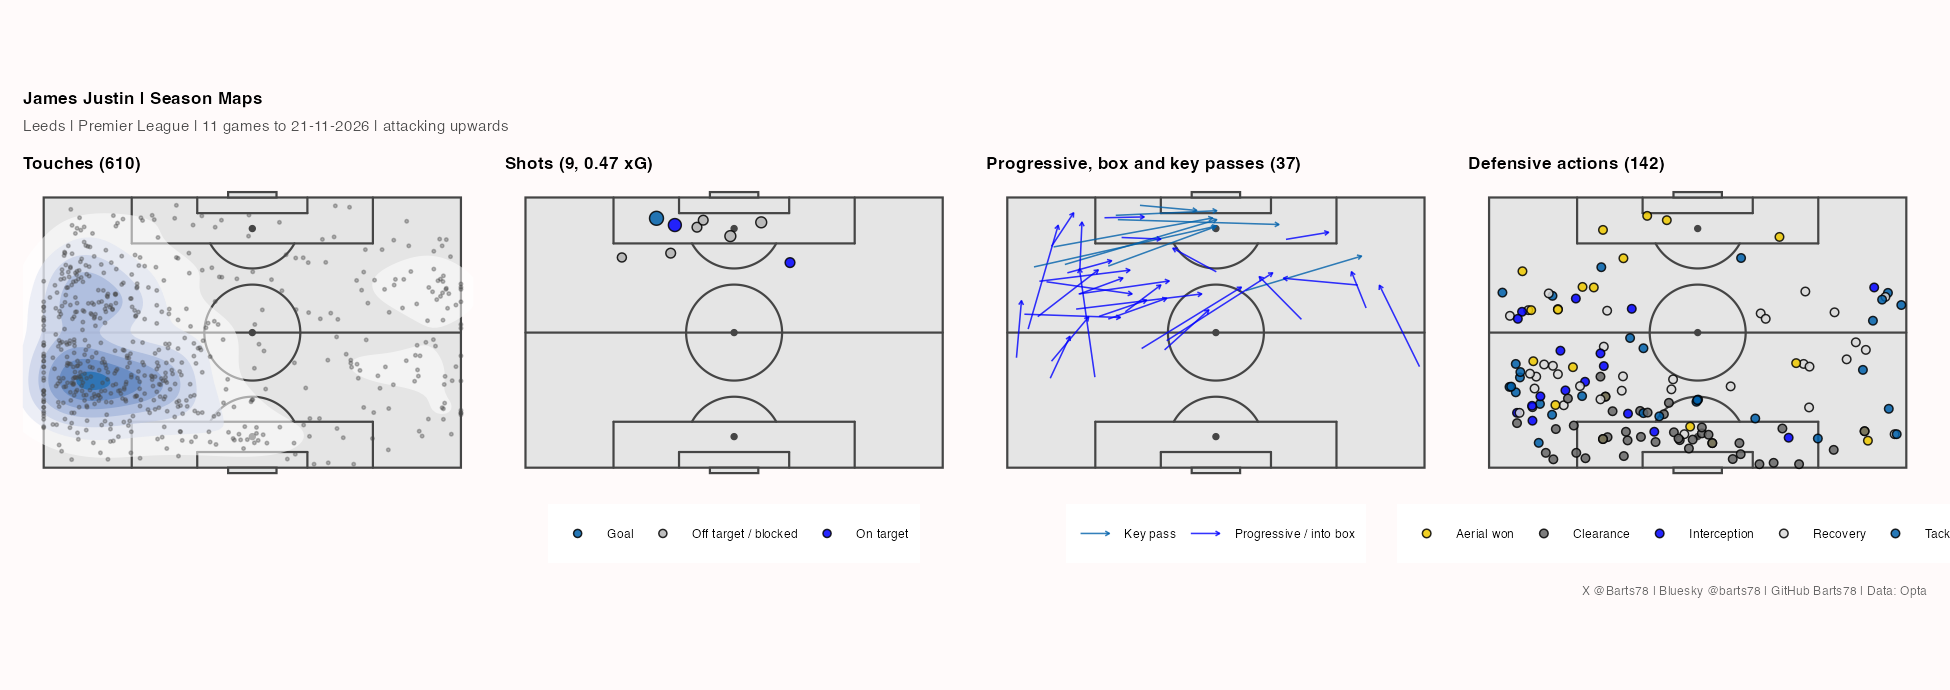 James Justin | Season Maps
Leeds | Premier League | 11 games to 21-11-2026 | attacking upwards
Touches (610)
Shots (9, 0.47 xG)
Progressive, box and key passes (37)
Defensive actions (142)
Goal
Off target / blocked
On target
Key pass
Progressive / into box
Aerial won
Clearance
Interception
Recovery
Tack
X @Barts78 | Bluesky @barts78 | GitHub Barts78 | Data: Opta